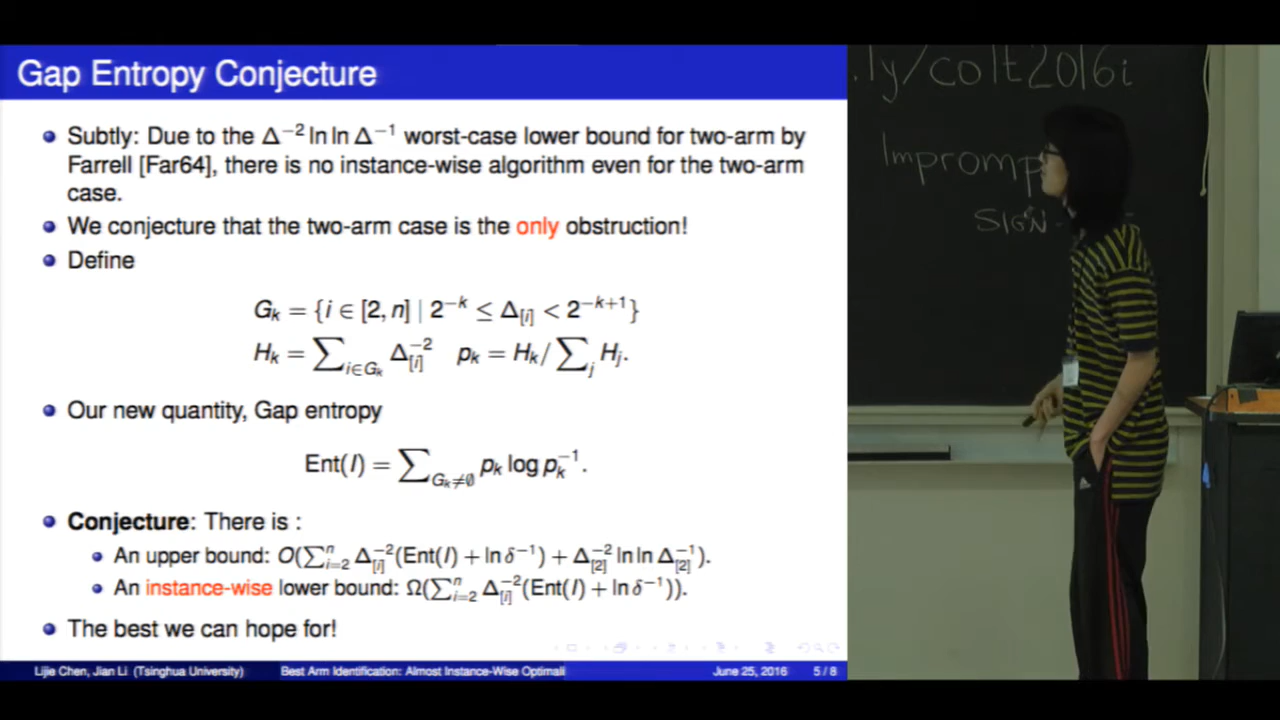 Gap Entropy Conjecture
Subtly: Due to the Δ⁻² ln ln Δ⁻¹ worst-case lower bound for two-arm by
Farrell [Far64], there is no instance-wise algorithm even for the two-arm
case.
We conjecture that the two-arm case is the only obstruction!
Define
G_k = {i ∈ [2, n] | 2^{-k} ≤ Δ_{[i]} < 2^{-k+1}}
H_k = ∑_{i∈G_k} Δ_{[i]}^{-2} p_k = H_k / ∑_j H_j.
Our new quantity, Gap entropy
Ent(I) = ∑_{G_k≠∅} p_k log p_k^{-1}.
Conjecture: There is :
An upper bound: O(∑_{i=2}^n Δ_{[i]}^{-2}(Ent(I) + ln δ^{-1}) + Δ_{[2]}^{-2} ln ln Δ_{[2]}^{-1}).
An instance-wise lower bound: Ω(∑_{i=2}^n Δ_{[i]}^{-2}(Ent(I) + ln δ^{-1})).
The best we can hope for!
Lijie Chen, Jian Li (Tsinghua University) Best Arm Identification: Almost Instance-Wise Optimali June 25, 2016 5 / 8
.ly/colt2016i
Impromp
SIGN